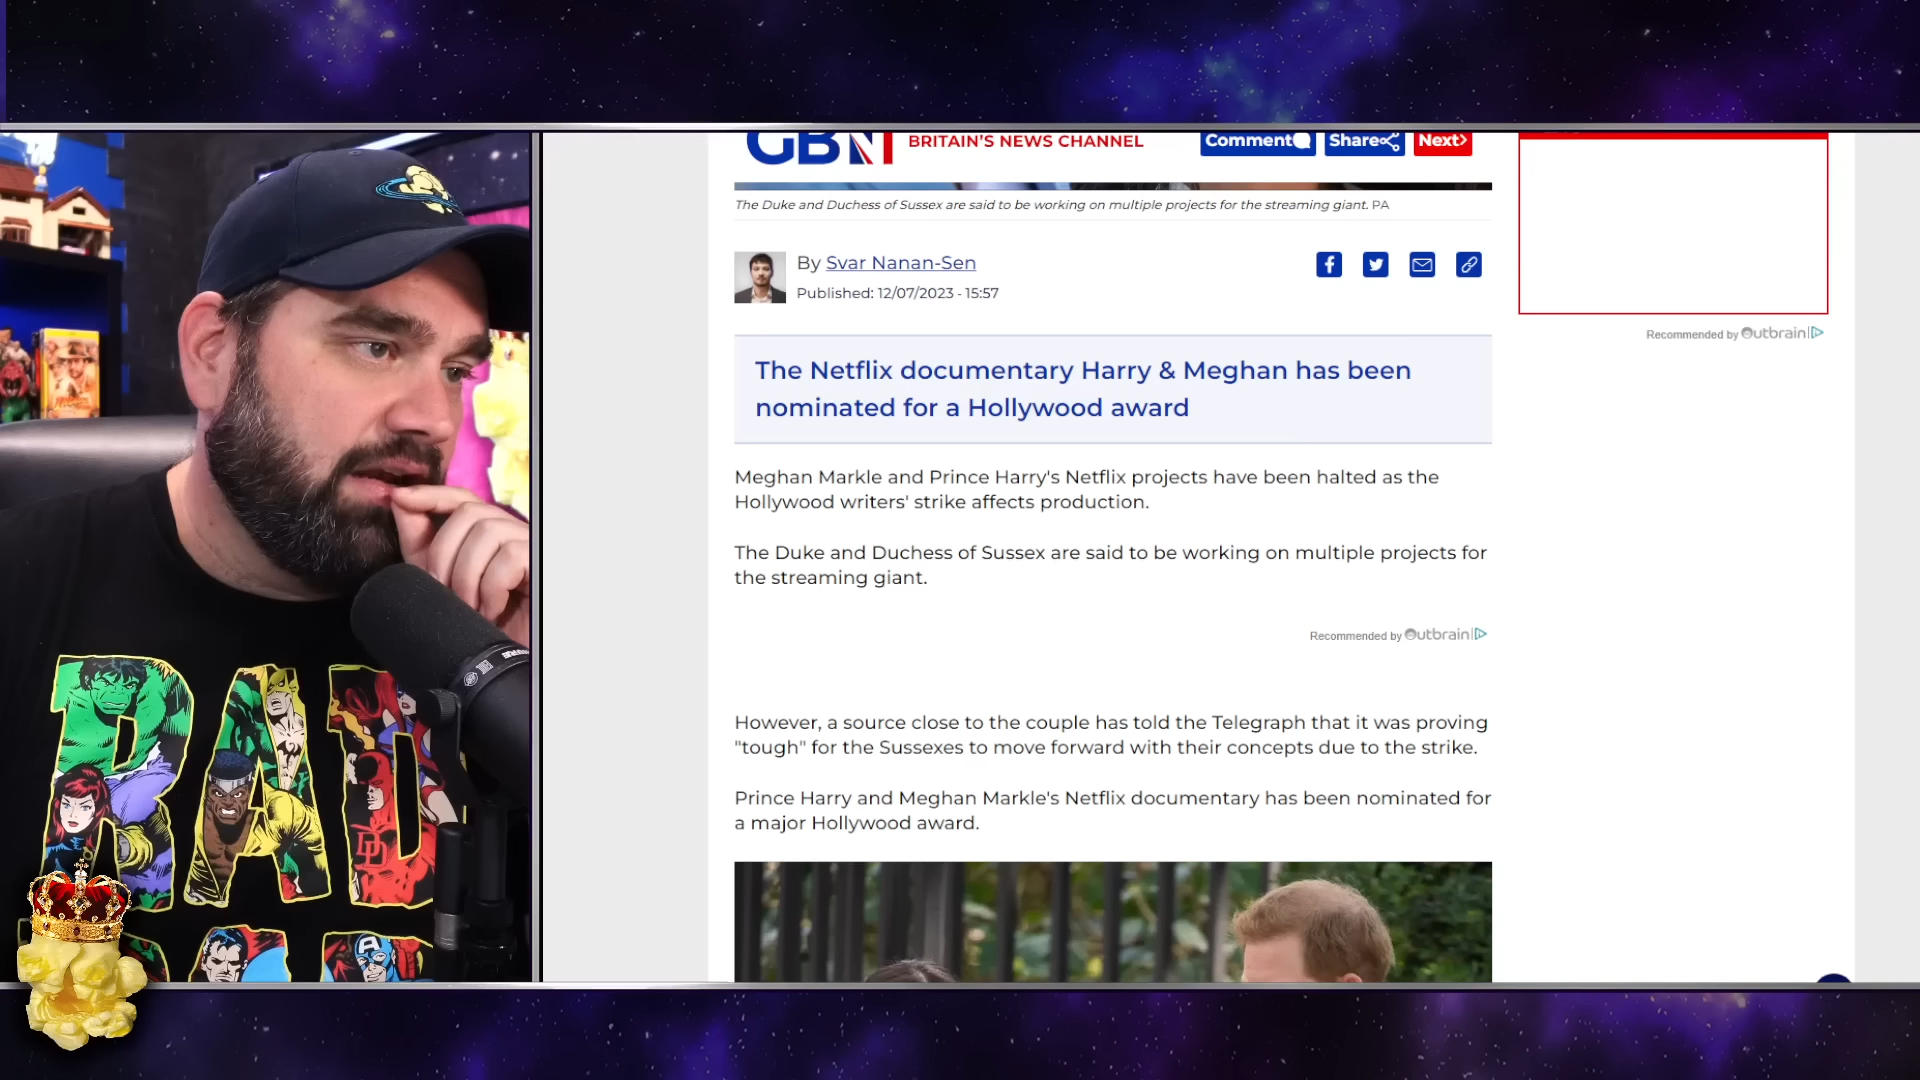 GBN BRITAIN'S NEWS CHANNEL Comment Share Next
The Duke and Duchess of Sussex are said to be working on multiple projects for the streaming giant. PA
By Svar Nanan-Sen
Published: 12/07/2023 - 15:57
Recommended by Outbrain
The Netflix documentary Harry & Meghan has been
nominated for a Hollywood award
Meghan Markle and Prince Harry's Netflix projects have been halted as the
Hollywood writers' strike affects production.
The Duke and Duchess of Sussex are said to be working on multiple projects for
the streaming giant.
Recommended by Outbrain
However, a source close to the couple has told the Telegraph that it was proving
"tough" for the Sussexes to move forward with their concepts due to the strike.
Prince Harry and Meghan Markle's Netflix documentary has been nominated for
a major Hollywood award.
RAD
DD
A